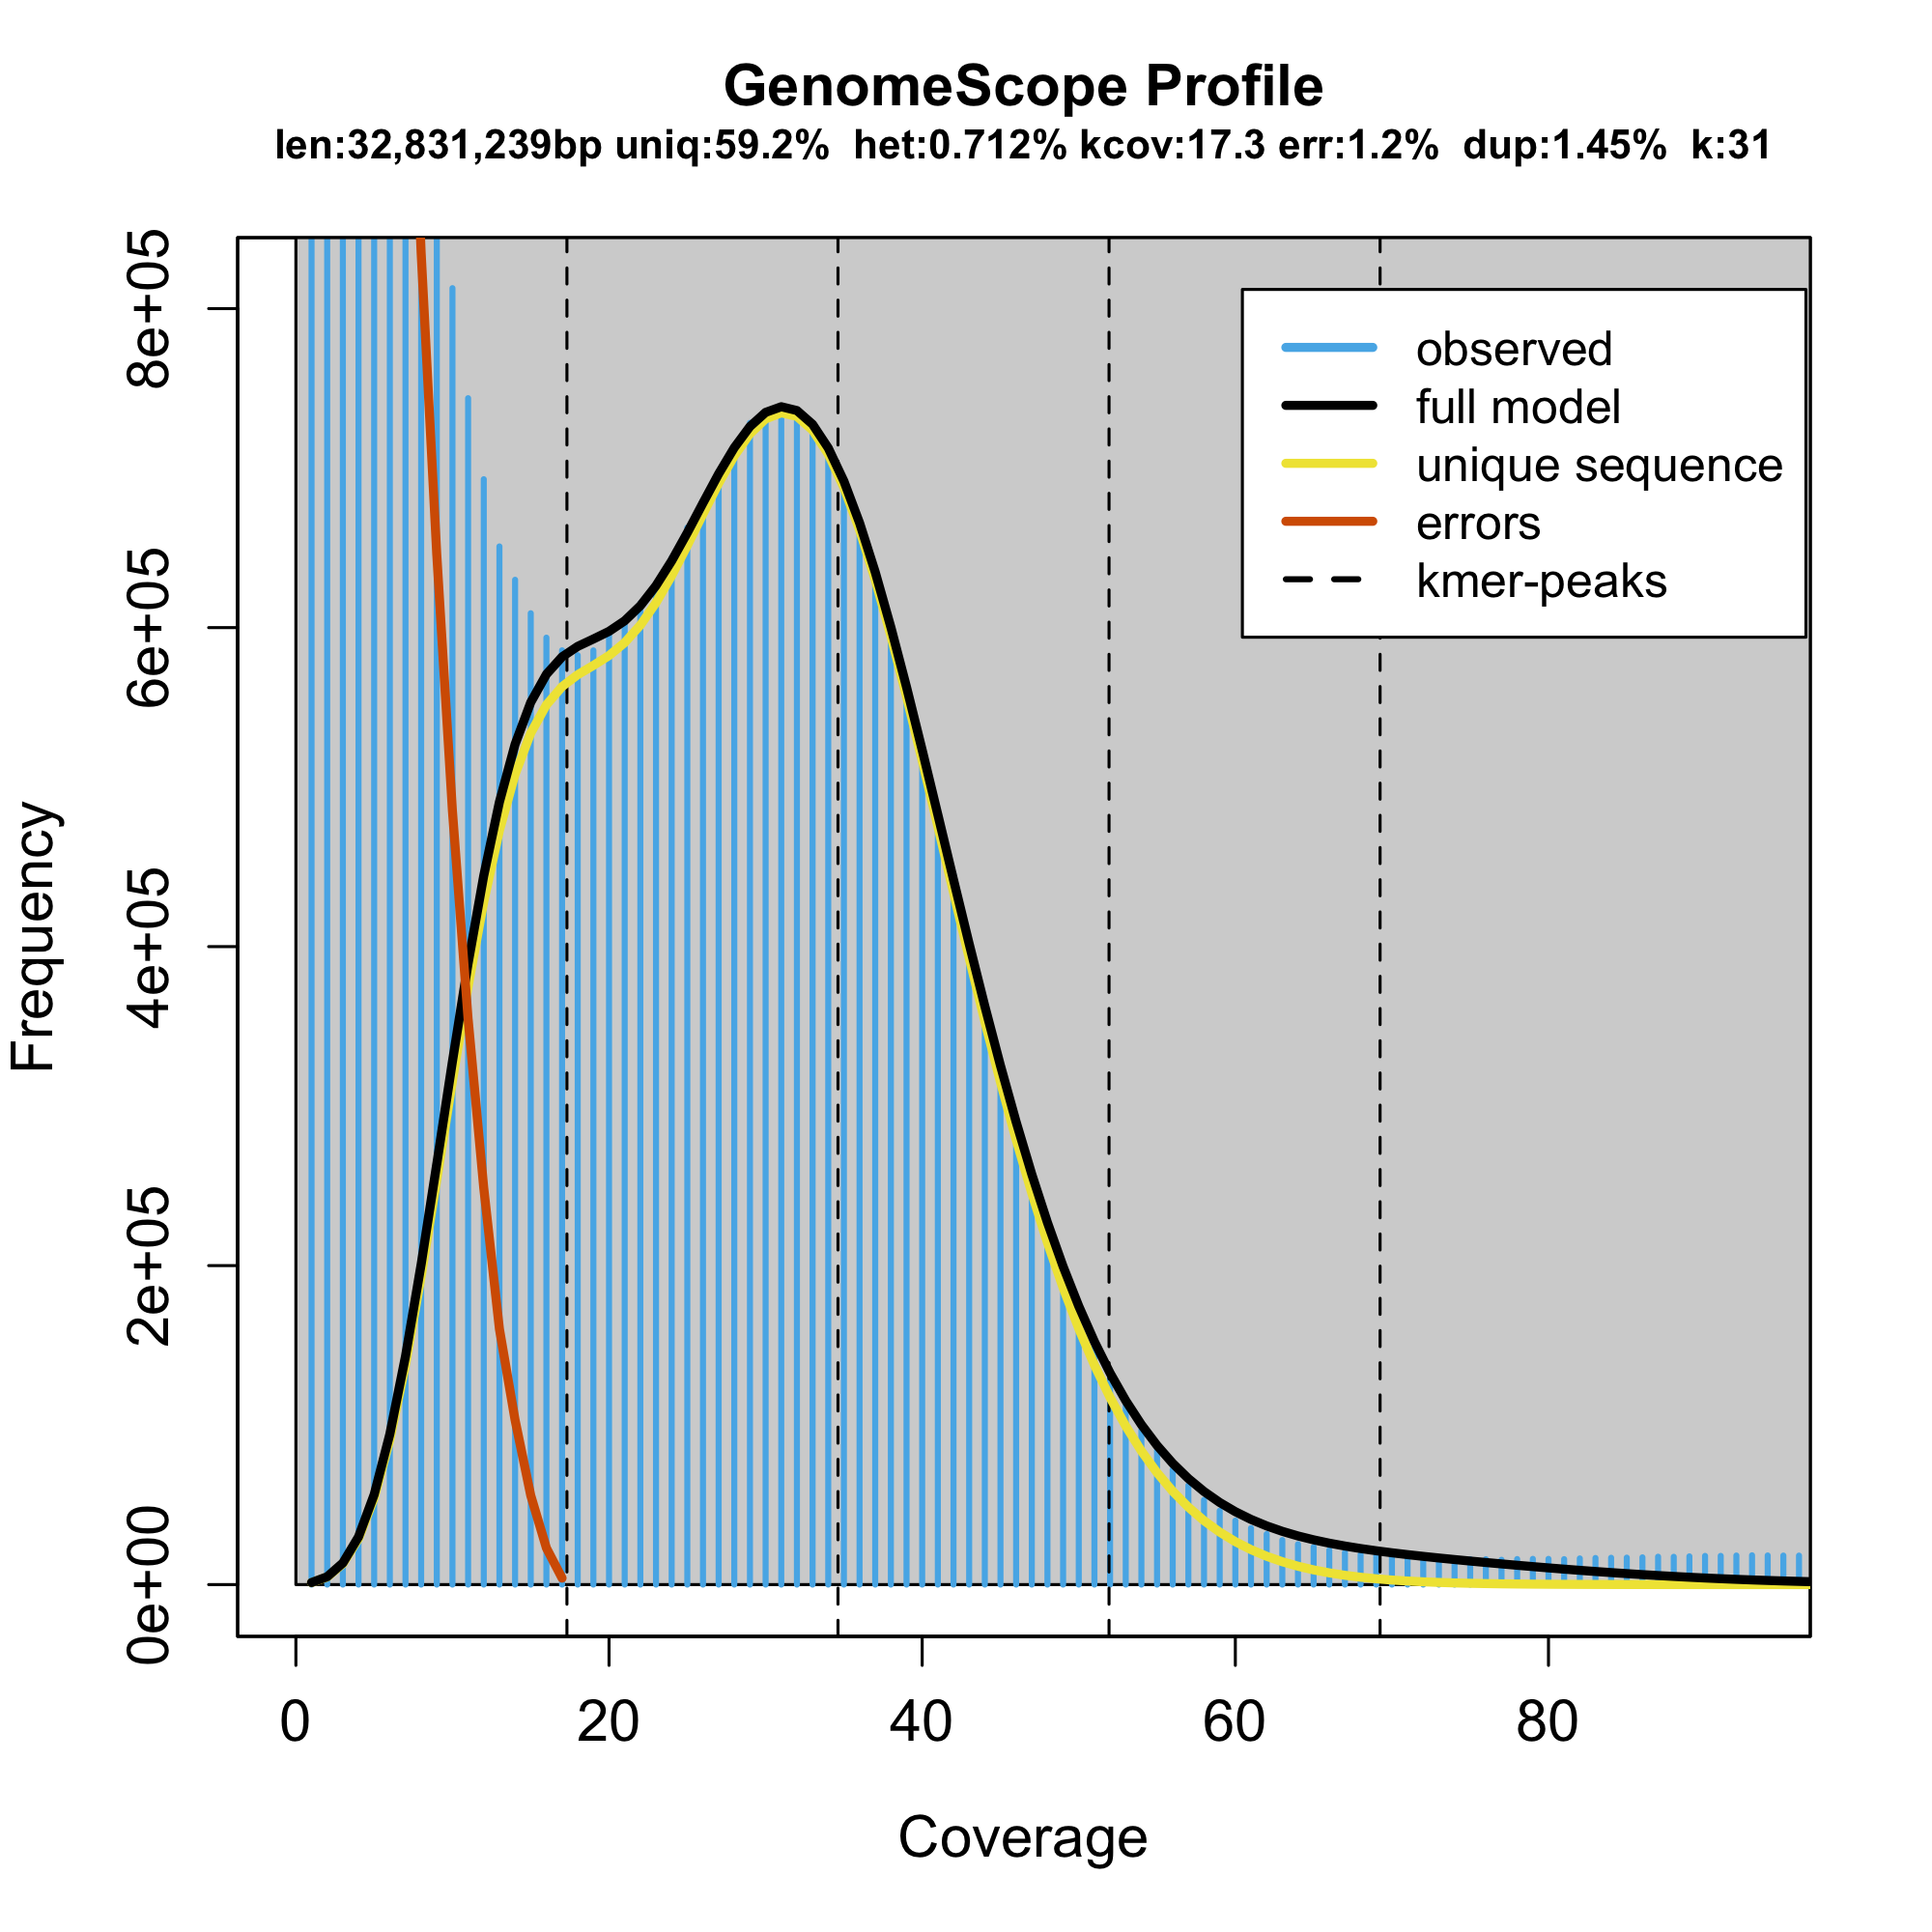 GenomeScope Profile
len:32,831,239bp uniq:59.2%  het:0.712% kcov:17.3 err:1.2%  dup:1.45%  k:31
8e+05
6e+05
4e+05
2e+05
0e+00
Frequency
observed
full model
unique sequence
errors
kmer-peaks
0 20 40 60 80
Coverage